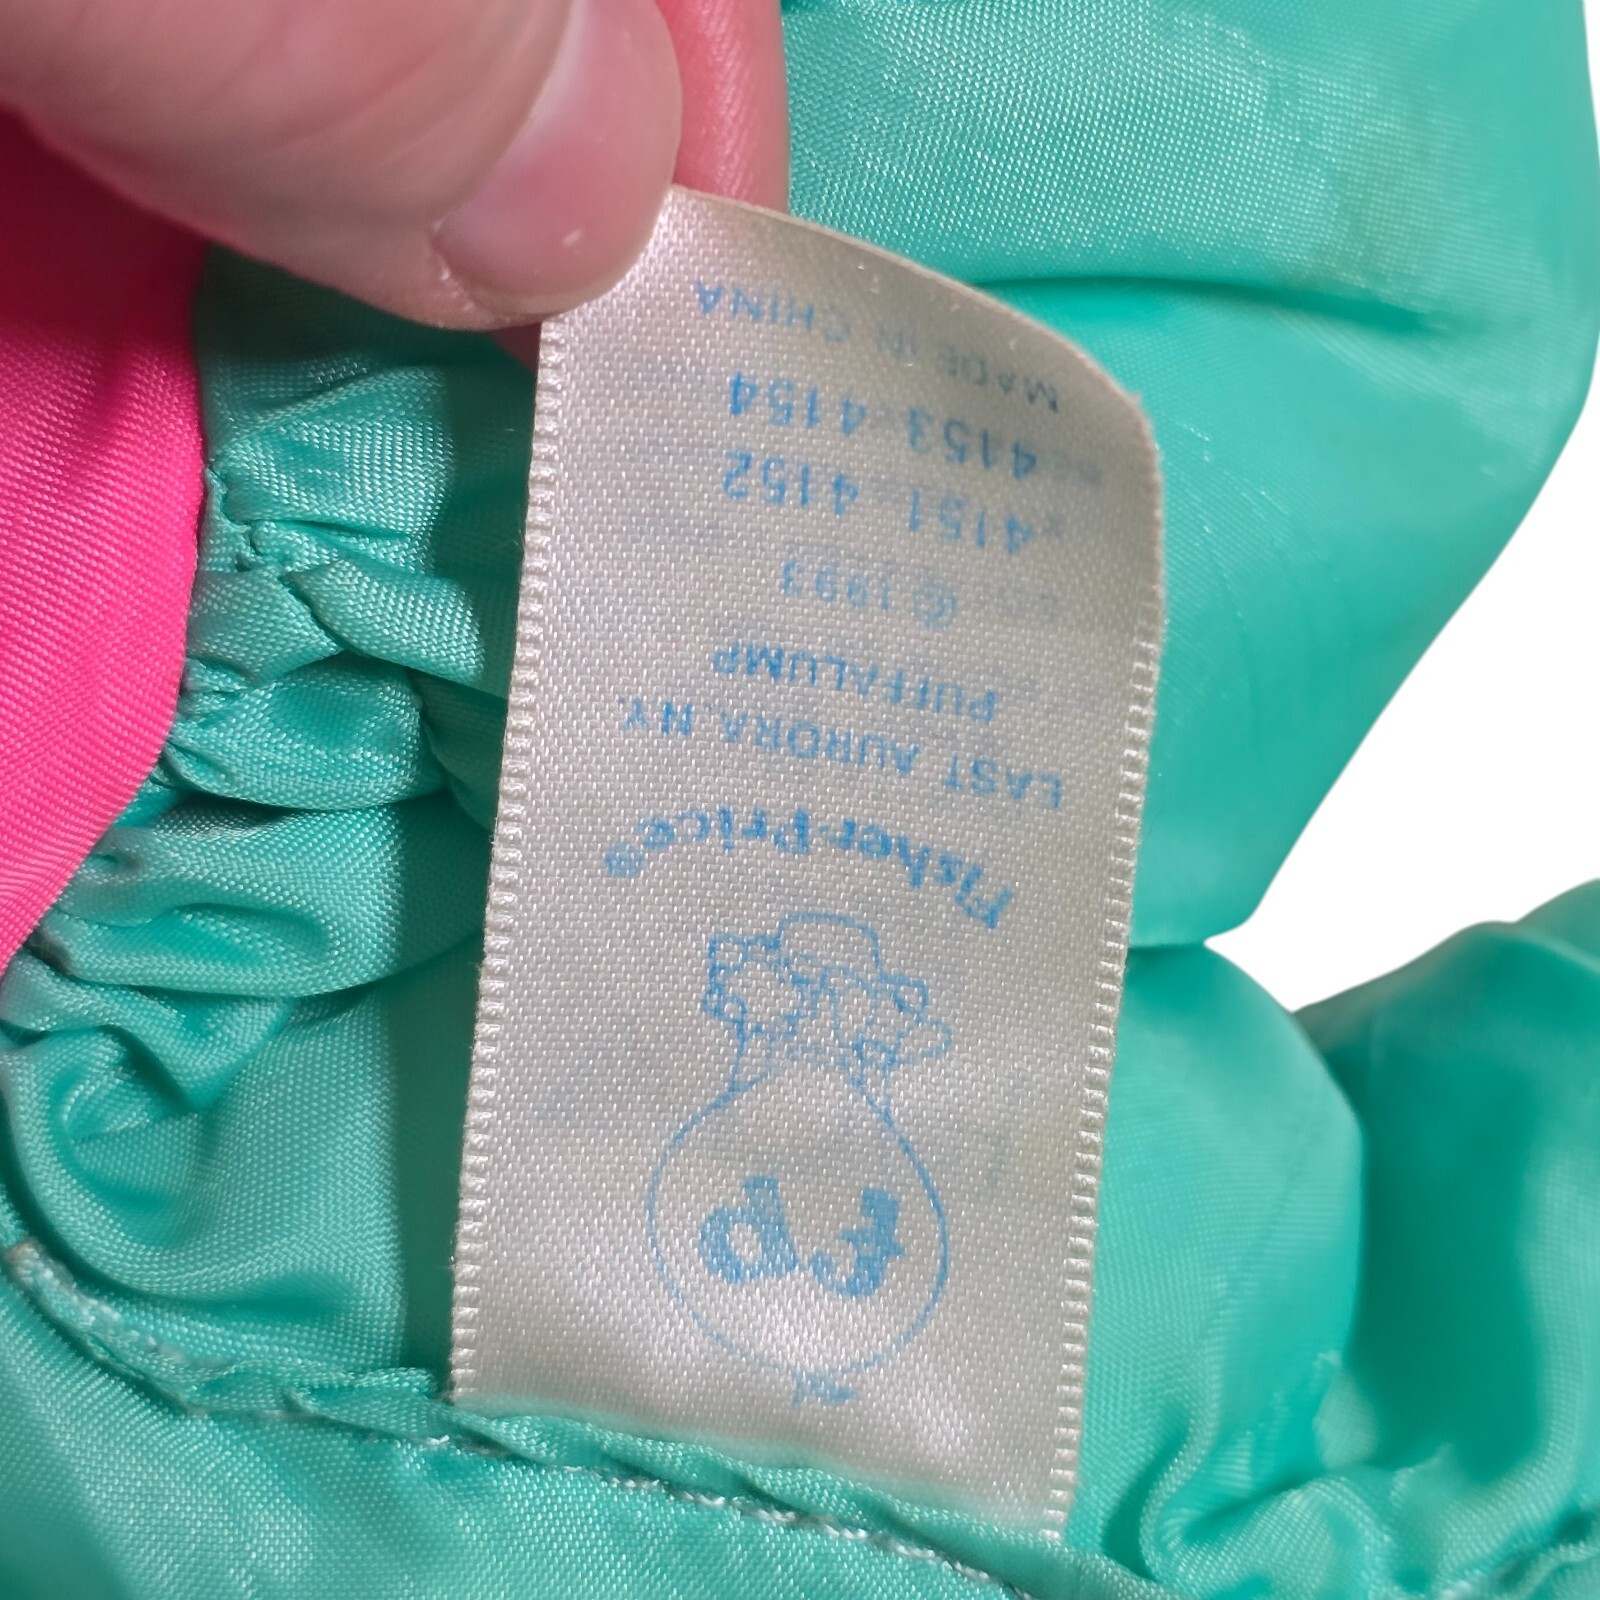 fp
Fisher-Price®
EAST AURORA, N.Y.
PUFFALUMP
©1993
4151 4152
4153 4154
MADE IN CHINA